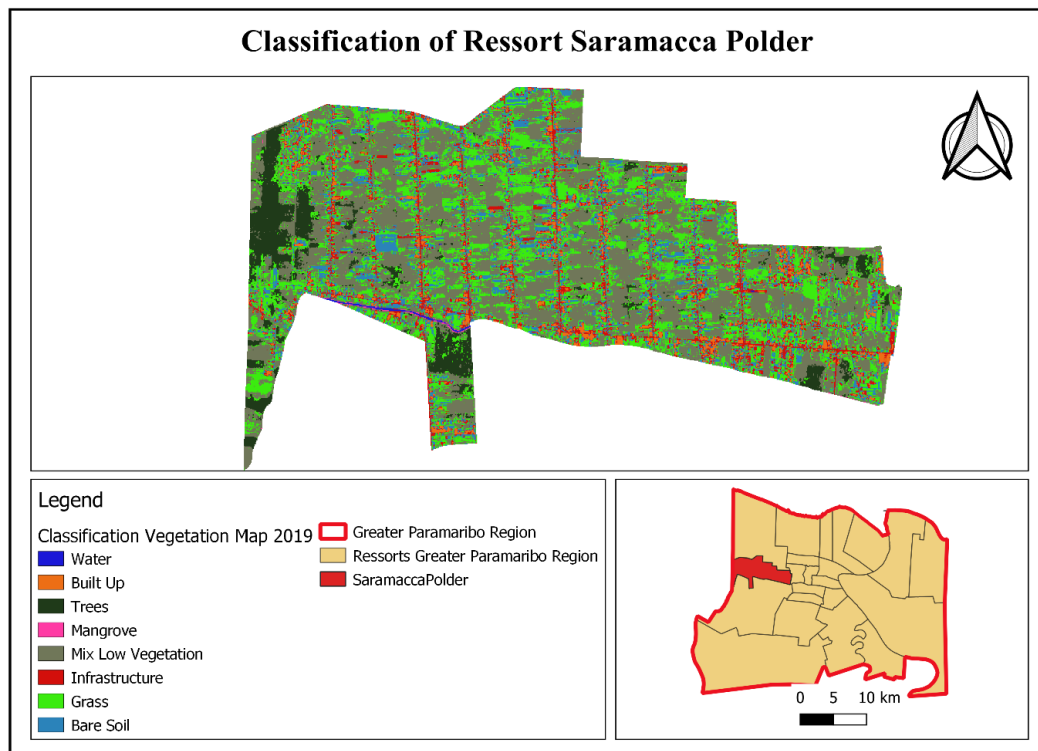 Classification of Ressort Saramacca Polder
Legend
Classification Vegetation Map 2019
Water
Built Up
Trees
Mangrove
Mix Low Vegetation
Infrastructure
Grass
Bare Soil
Greater Paramaribo Region
Ressorts Greater Paramaribo Region
SaramaccaPolder
0 5 10 km